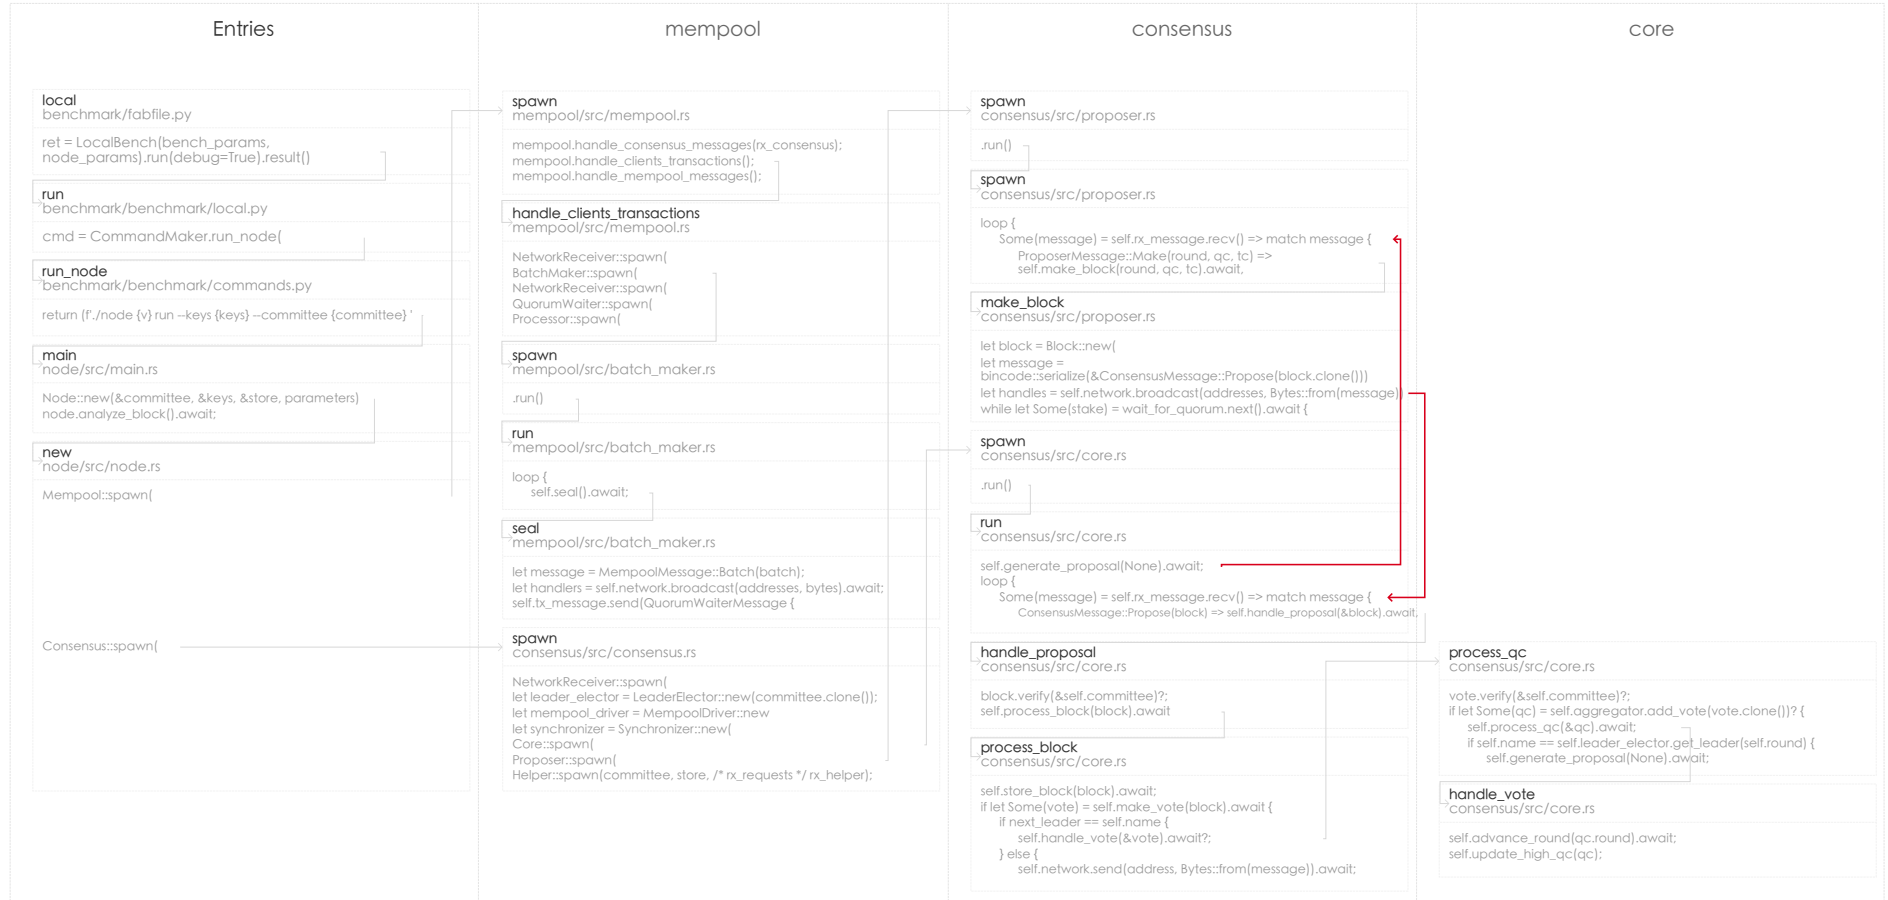 Entries
local
benchmark/fabfile.py
ret = LocalBench(bench_params,
node_params).run(debug=True).result()
run
benchmark/benchmark/local.py
cmd = CommandMaker.run_node(
run_node
benchmark/benchmark/commands.py
return (f'./node {v} run --keys {keys} --committee {committee} '
main
node/src/main.rs
Node::new(&committee, &keys, &store, parameters)
node.analyze_block().await;
new
node/src/node.rs
Mempool::spawn(
Consensus::spawn(
mempool
spawn
mempool/src/mempool.rs
mempool.handle_consensus_messages(rx_consensus);
mempool.handle_clients_transactions();
mempool.handle_mempool_messages();
handle_clients_transactions
mempool/src/mempool.rs
NetworkReceiver::spawn(
BatchMaker::spawn(
NetworkReceiver::spawn(
QuorumWaiter::spawn(
Processor::spawn(
spawn
mempool/src/batch_maker.rs
.run()
run
mempool/src/batch_maker.rs
loop {
self.seal().await;
seal
mempool/src/batch_maker.rs
let message = MempoolMessage::Batch(batch);
let handlers = self.network.broadcast(addresses, bytes).await;
self.tx_message.send(QuorumWaiterMessage {
spawn
consensus/src/consensus.rs
NetworkReceiver::spawn(
let leader_elector = LeaderElector::new(committee.clone());
let mempool_driver = MempoolDriver::new
let synchronizer = Synchronizer::new(
Core::spawn(
Proposer::spawn(
Helper::spawn(committee, store, /* rx_requests */ rx_helper);
consensus
spawn
consensus/src/proposer.rs
.run()
spawn
consensus/src/proposer.rs
loop {
Some(message) = self.rx_message.recv() => match message {
ProposerMessage::Make(round, qc, tc) =>
self.make_block(round, qc, tc).await,
make_block
consensus/src/proposer.rs
let block = Block::new(
let message =
bincode::serialize(&ConsensusMessage::Propose(block.clone()))
let handles = self.network.broadcast(addresses, Bytes::from(message))
while let Some(stake) = wait_for_quorum.next().await {
spawn
consensus/src/core.rs
.run()
run
consensus/src/core.rs
self.generate_proposal(None).await;
loop {
Some(message) = self.rx_message.recv() => match message {
ConsensusMessage::Propose(block) => self.handle_proposal(&block).await,
handle_proposal
consensus/src/core.rs
block.verify(&self.committee)?;
self.process_block(block).await
process_block
consensus/src/core.rs
self.store_block(block).await;
if let Some(vote) = self.make_vote(block).await {
if next_leader == self.name {
self.handle_vote(&vote).await?;
} else {
self.network.send(address, Bytes::from(message)).await;
core
process_qc
consensus/src/core.rs
vote.verify(&self.committee)?;
if let Some(qc) = self.aggregator.add_vote(vote.clone())? {
self.process_qc(&qc).await;
if self.name == self.leader_elector.get_leader(self.round) {
self.generate_proposal(None).await;
handle_vote
consensus/src/core.rs
self.advance_round(qc.round).await;
self.update_high_qc(qc);